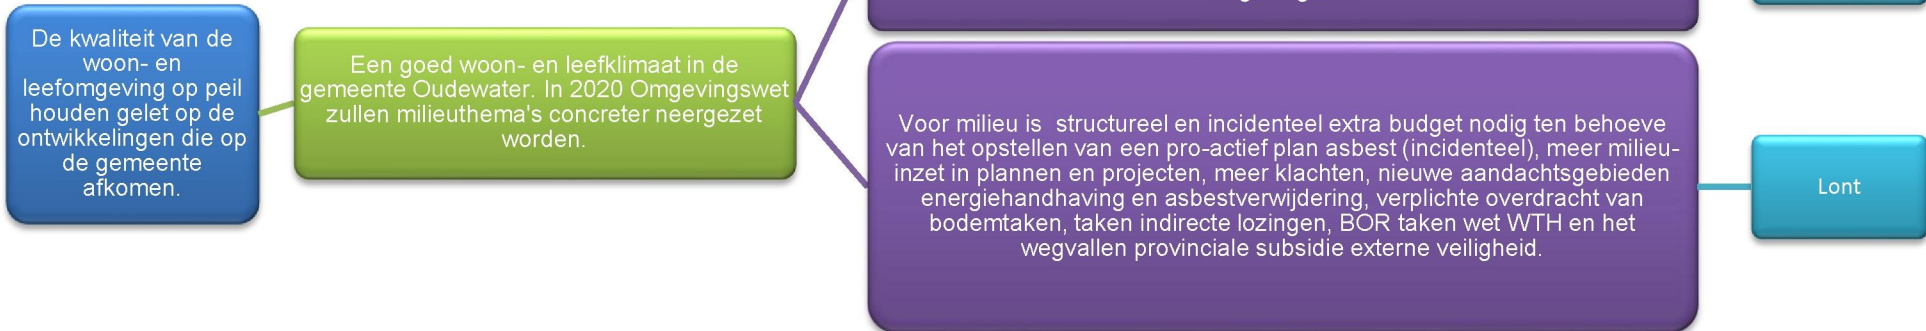 De kwaliteit van de
woon- en
leefomgeving op peil
houden gelet op de
ontwikkelingen die op
de gemeente
afkomen.
Een goed woon- en leefklimaat in de
gemeente Oudewater. In 2020 Omgevingswet
zullen milieuthema's concreter neergezet
worden.
Voor milieu is  structureel en incidenteel extra budget nodig ten behoeve
van het opstellen van een pro-actief plan asbest (incidenteel), meer milieu-
inzet in plannen en projecten, meer klachten, nieuwe aandachtsgebieden
energiehandhaving en asbestverwijdering, verplichte overdracht van
bodemtaken, taken indirecte lozingen, BOR taken wet WTH en het
wegvallen provinciale subsidie externe veiligheid.
Lont